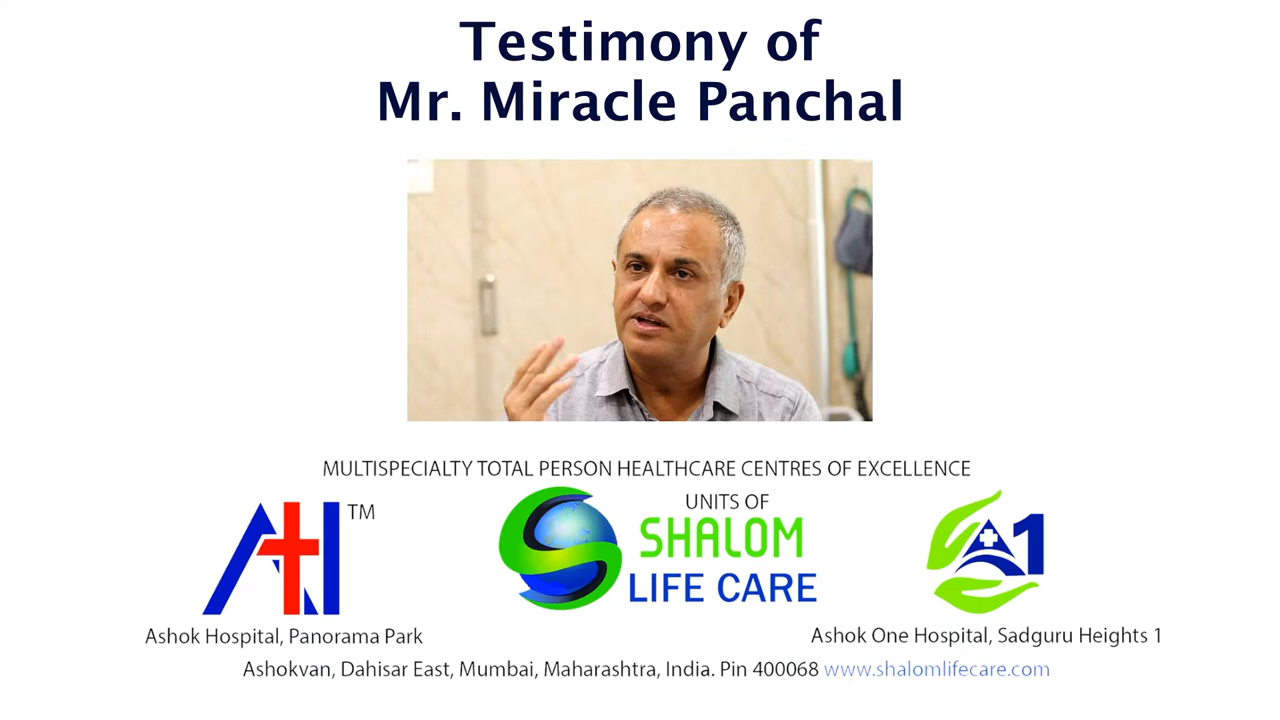 Testimony of
Mr. Miracle Panchal
MULTISPECIALTY TOTAL PERSON HEALTHCARE CENTRES OF EXCELLENCE
UNITS OF
AHI TM
SHALOM
LIFE CARE
A1
Ashok Hospital, Panorama Park
Ashok One Hospital, Sadguru Heights 1
Ashokvan, Dahisar East, Mumbai, Maharashtra, India. Pin 400068 www.shalomlifecare.com